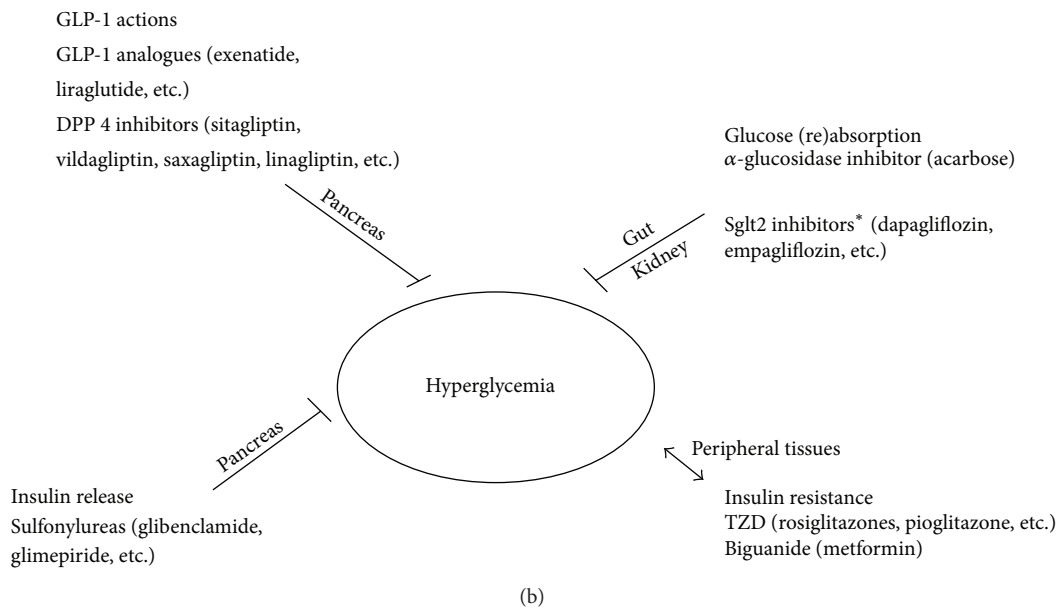 GLP-1 actions
GLP-1 analogues (exenatide,
liraglutide, etc.)
DPP 4 inhibitors (sitagliptin,
vildagliptin, saxagliptin, linagliptin, etc.)
Pancreas
Glucose (re)absorption
α-glucosidase inhibitor (acarbose)
Sglt2 inhibitors* (dapagliflozin,
empagliflozin, etc.)
Gut
Kidney
Hyperglycemia
Pancreas
Insulin release
Sulfonylureas (glibenclamide,
glimepiride, etc.)
Peripheral tissues
Insulin resistance
TZD (rosiglitazones, pioglitazone, etc.)
Biguanide (metformin)
(b)